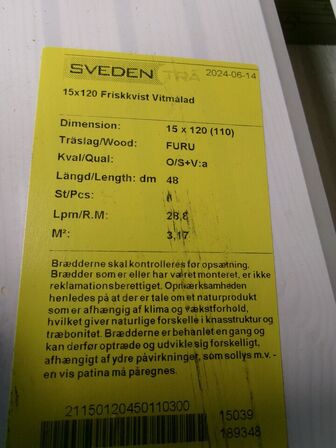 SVEDEN TRÄ 2024-06-14
15x120 Friskkvist Vitmålad
Dimension: 15 x 120 (110)
Träslag/Wood: FURU
Kval/Qual: O/S+V:a
Längd/Length: dm 48
St/Pcs:
Lpm/R.M: 28,8
M²: 3,17
Brædderne skal kontrolleres før opsætning.
Brædder som er eller har været monteret, er ikke
reklamationsberettiget. Opmærksomheden
henledes på at der er tale om et naturprodukt
som er afhængig af klima og vækstforhold,
hvilket giver naturlige forskelle i knasstruktur og
træbonitet. Brædderne er behandlet en gang og
kan derfor optræde og udvikle sig forskelligt,
afhængigt af ydre påvirkninger, som sollys m.v. -
en vis patina må påregnes.
21150120450110300 15039
189348